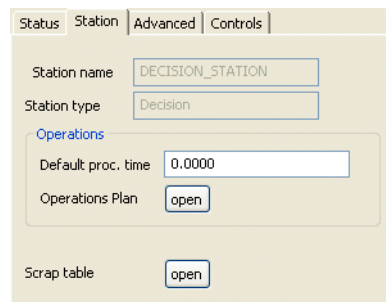 Status Station Advanced Controls
Station name DECISION_STATION
Station type Decision
Operations
Default proc. time 0.0000
Operations Plan open
Scrap table open